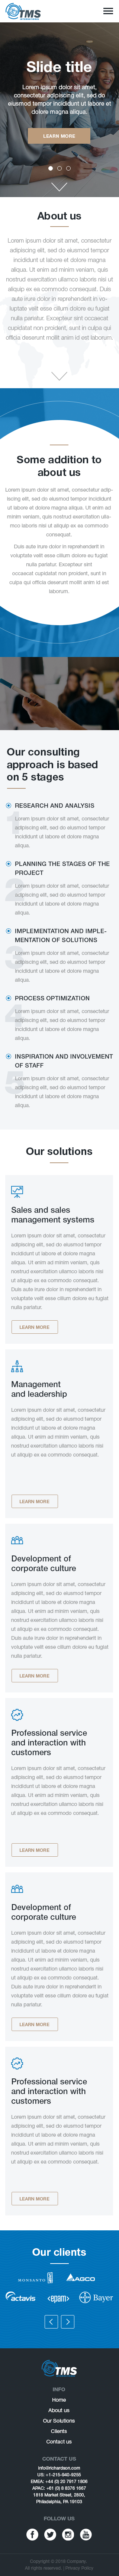 TMS
Slide title
Lorem ipsum dolor sit amet,
consectetur adipiscing elit, sed do
eiusmod tempor incididunt ut labore et
dolore magna aliqua.
LEARN MORE
About us
Lorem ipsum dolor sit amet, consectetur
adipiscing elit, sed do eiusmod tempor
incididunt ut labore et dolore magna
aliqua. Ut enim ad minim veniam, quis
nostrud exercitation ullamco laboris nisi
ut aliquip ex ea commodo consequat. Duis
aute irure dolor in reprehenderit in vo-
luptate velit esse cillum dolore eu fugiat
nulla pariatur. Excepteur sint occaecat
cupidatat non proident, sunt in culpa qui
officia deserunt mollit anim id est laborum.
Some addition to
about us
Lorem ipsum dolor sit amet, consectetur adipi-
scing elit, sed do eiusmod tempor incididunt
ut labore et dolore magna aliqua. Ut enim ad
minim veniam, quis nostrud exercitation ulla-
mco laboris nisi ut aliquip ex ea commodo
consequat.
Duis aute irure dolor in reprehenderit in
voluptate velit esse cillum dolore eu fugiat
nulla pariatur. Excepteur sint
occaecat cupidatat non proident, sunt in
culpa qui officia deserunt mollit anim id est
laborum.
Our consulting
approach is based
on 5 stages
1
RESEARCH AND ANALYSIS
Lorem ipsum dolor sit amet, consectetur
adipiscing elit, sed do eiusmod tempor
incididunt ut labore et dolore magna
aliqua.
2
PLANNING THE STAGES OF THE
PROJECT
Lorem ipsum dolor sit amet, consectetur
adipiscing elit, sed do eiusmod tempor
incididunt ut labore et dolore magna
aliqua.
3
IMPLEMENTATION AND IMPLE-
MENTATION OF SOLUTIONS
Lorem ipsum dolor sit amet, consectetur
adipiscing elit, sed do eiusmod tempor
incididunt ut labore et dolore magna
aliqua.
4
PROCESS OPTIMIZATION
Lorem ipsum dolor sit amet, consectetur
adipiscing elit, sed do eiusmod tempor
incididunt ut labore et dolore magna
aliqua.
5
INSPIRATION AND INVOLVEMENT
OF STAFF
Lorem ipsum dolor sit amet, consectetur
adipiscing elit, sed do eiusmod tempor
incididunt ut labore et dolore magna
aliqua.
Our solutions
Sales and sales
management systems
Lorem ipsum dolor sit amet, consectetur
adipiscing elit, sed do eiusmod tempor
incididunt ut labore et dolore magna
aliqua. Ut enim ad minim veniam, quis
nostrud exercitation ullamco laboris nisi
ut aliquip ex ea commodo consequat.
Duis aute irure dolor in reprehenderit in
voluptate velit esse cillum dolore eu fugiat
nulla pariatur.
LEARN MORE
Management
and leadership
Lorem ipsum dolor sit amet, consectetur
adipiscing elit, sed do eiusmod tempor
incididunt ut labore et dolore magna
aliqua. Ut enim ad minim veniam, quis
nostrud exercitation ullamco laboris nisi
ut aliquip ex ea commodo consequat.
LEARN MORE
Development of
corporate culture
Lorem ipsum dolor sit amet, consectetur
adipiscing elit, sed do eiusmod tempor
incididunt ut labore et dolore magna
aliqua. Ut enim ad minim veniam, quis
nostrud exercitation ullamco laboris nisi
ut aliquip ex ea commodo consequat.
Duis aute irure dolor in reprehenderit in
voluptate velit esse cillum dolore eu fugiat
nulla pariatur.
LEARN MORE
Professional service
and interaction with
customers
Lorem ipsum dolor sit amet, consectetur
adipiscing elit, sed do eiusmod tempor
incididunt ut labore et dolore magna
aliqua. Ut enim ad minim veniam, quis
nostrud exercitation ullamco laboris nisi
ut aliquip ex ea commodo consequat.
LEARN MORE
Development of
corporate culture
Lorem ipsum dolor sit amet, consectetur
adipiscing elit, sed do eiusmod tempor
incididunt ut labore et dolore magna
aliqua. Ut enim ad minim veniam, quis
nostrud exercitation ullamco laboris nisi
ut aliquip ex ea commodo consequat.
Duis aute irure dolor in reprehenderit in
voluptate velit esse cillum dolore eu fugiat
nulla pariatur.
LEARN MORE
Professional service
and interaction with
customers
Lorem ipsum dolor sit amet, consectetur
adipiscing elit, sed do eiusmod tempor
incididunt ut labore et dolore magna
aliqua. Ut enim ad minim veniam, quis
nostrud exercitation ullamco laboris nisi
ut aliquip ex ea commodo consequat.
LEARN MORE
Our clients
MONSANTO
AGCO
actavis
<epam>
Bayer
TMS
INFO
Home
About us
Our Solutions
Clients
Contact us
CONTACT US
info@richardson.com
US: +1-215-940-9255
EMEA: +44 (0) 20 7917 1806
APAC: +61 (0) 8 8376 1667
1818 Market Street, 2800,
Philadelphia, PA 19103
FOLLOW US
Copyright © 2018 Company.
All rights reserved. | Privacy Policy